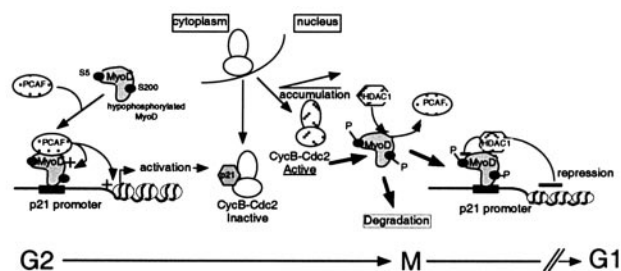 cytoplasm
nucleus
S5
MyoD
S200
PCAF
hypophosphorylated
MyoD
accumulation
HDAC1
PCAF
P
MyoD
P
PCAF
MyoD
+
+
activation
p21
CycB-Cdc2
Active
CycB-Cdc2
Inactive
P
HDAC1
MyoD
P
repression
p21 promoter
p21 promoter
Degradation
G2
M
G1